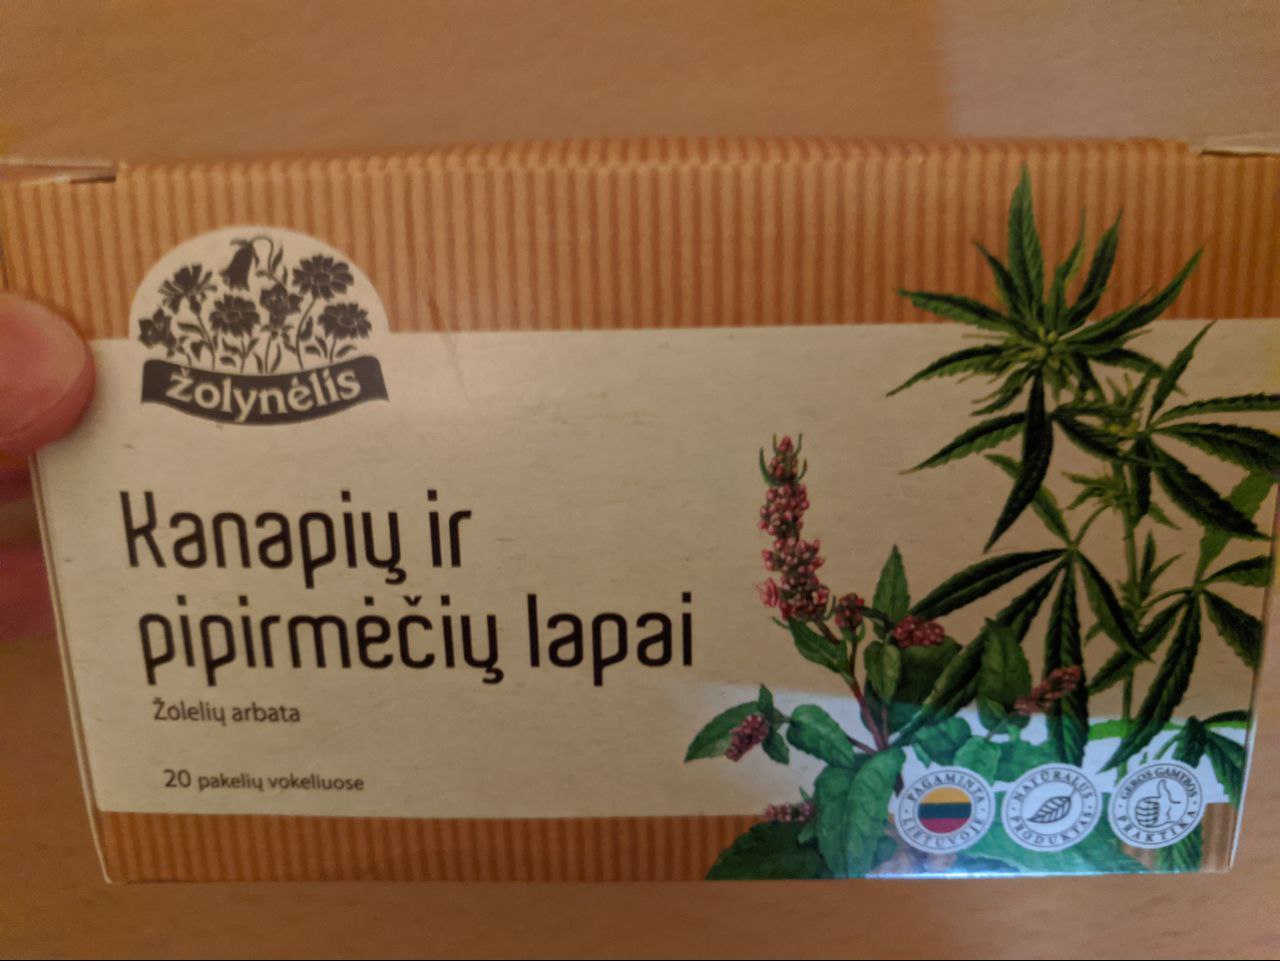 žolynėlis
Kanapių ir
pipirmėčių lapai
Žolelių arbata
20 pakelių vokeliuose
PAGAMINTA LIETUVOJE
NATŪRALUS PRODUKTAS
GEROS GAMYBOS PRAKTIKA